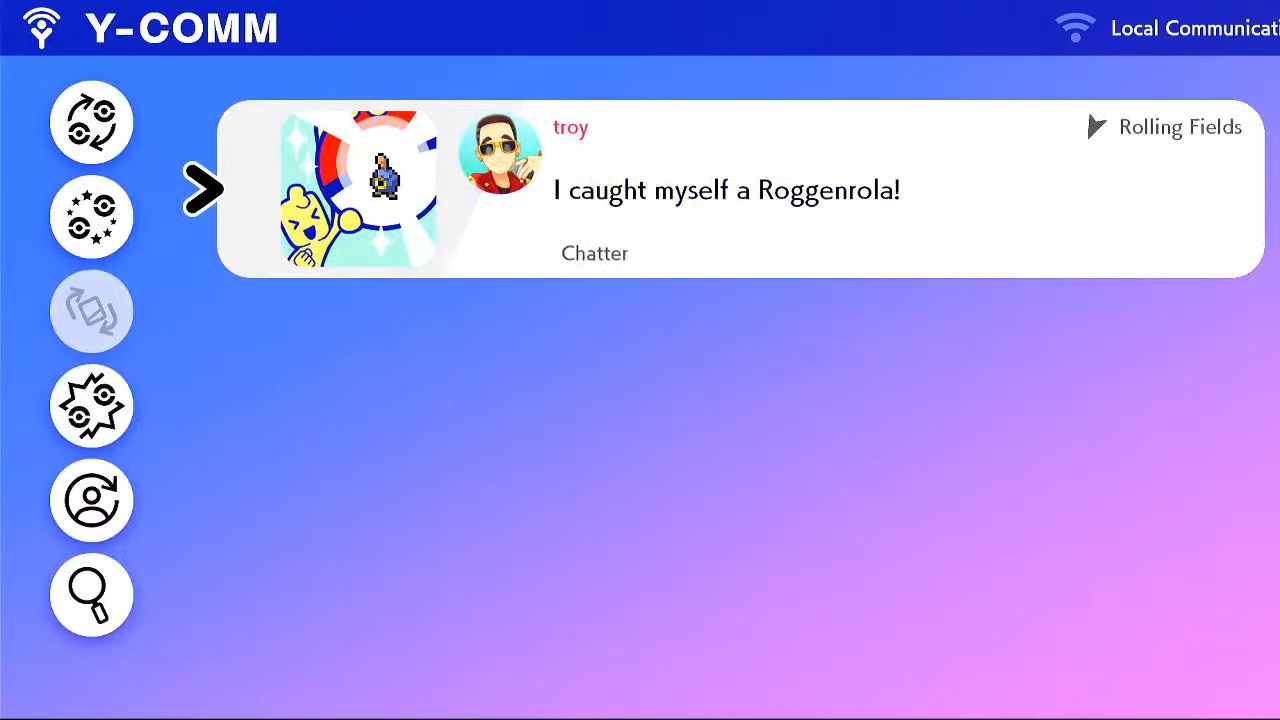 Y-COMM
Local Communicati
troy
Rolling Fields
I caught myself a Roggenrola!
Chatter